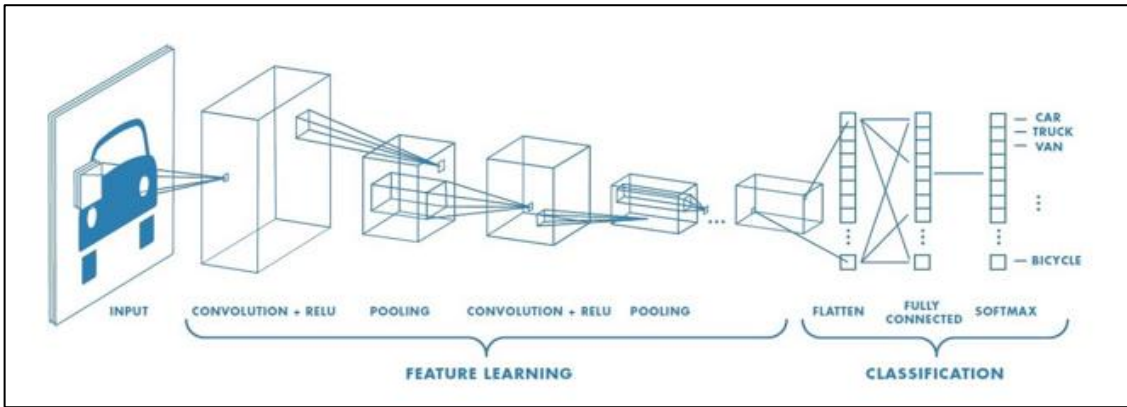 CAR
TRUCK
VAN
BICYCLE
INPUT
CONVOLUTION + RELU
POOLING
CONVOLUTION + RELU
POOLING
FLATTEN
FULLY
CONNECTED
SOFTMAX
FEATURE LEARNING
CLASSIFICATION